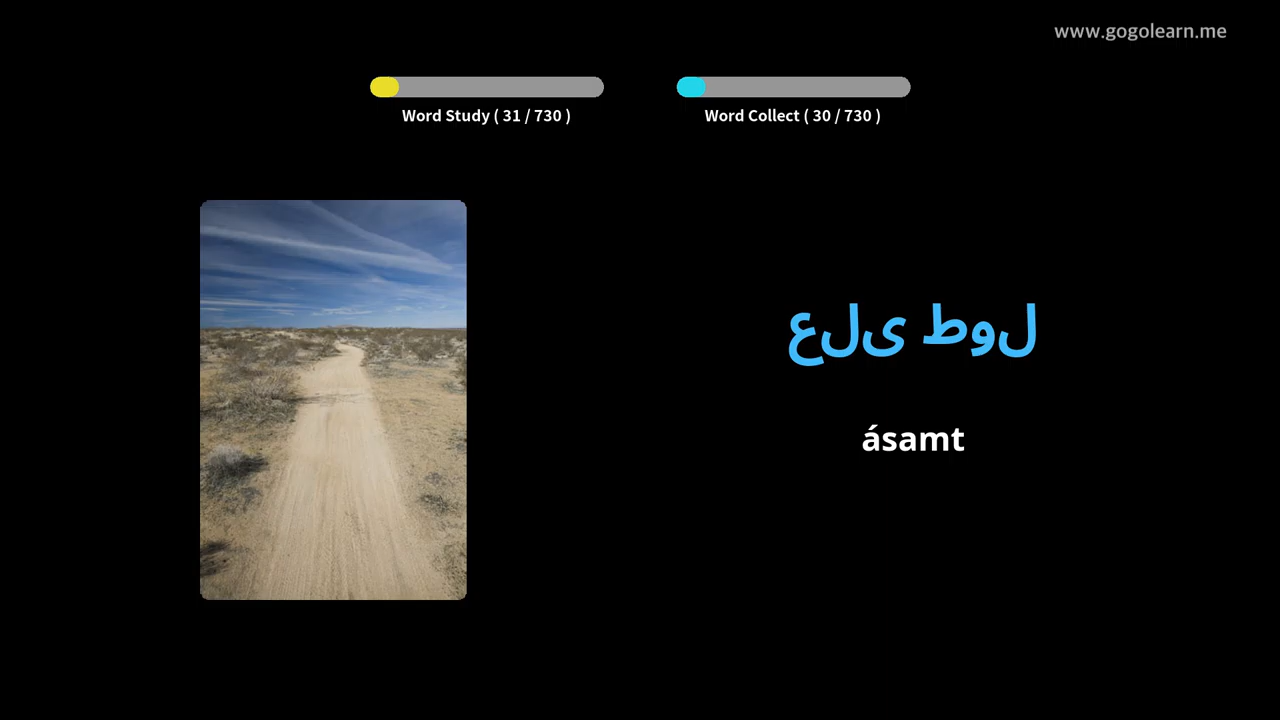 www.gogolearn.me
Word Study ( 31 / 730 )
Word Collect ( 30 / 730 )
على طول
ásamt